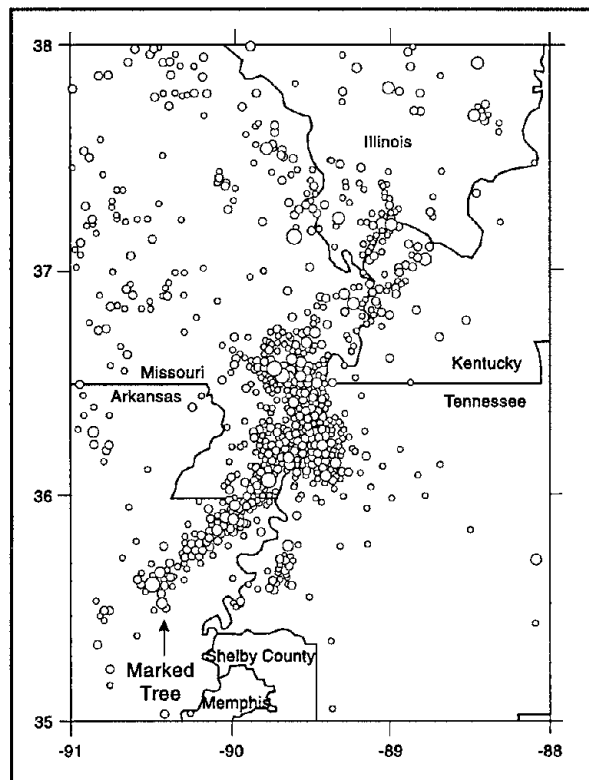 38
Illinois
37
Missouri
Kentucky
Arkansas
Tennessee
36
Marked
Tree
Shelby County
Memphis
35
-91
-90
-89
-88